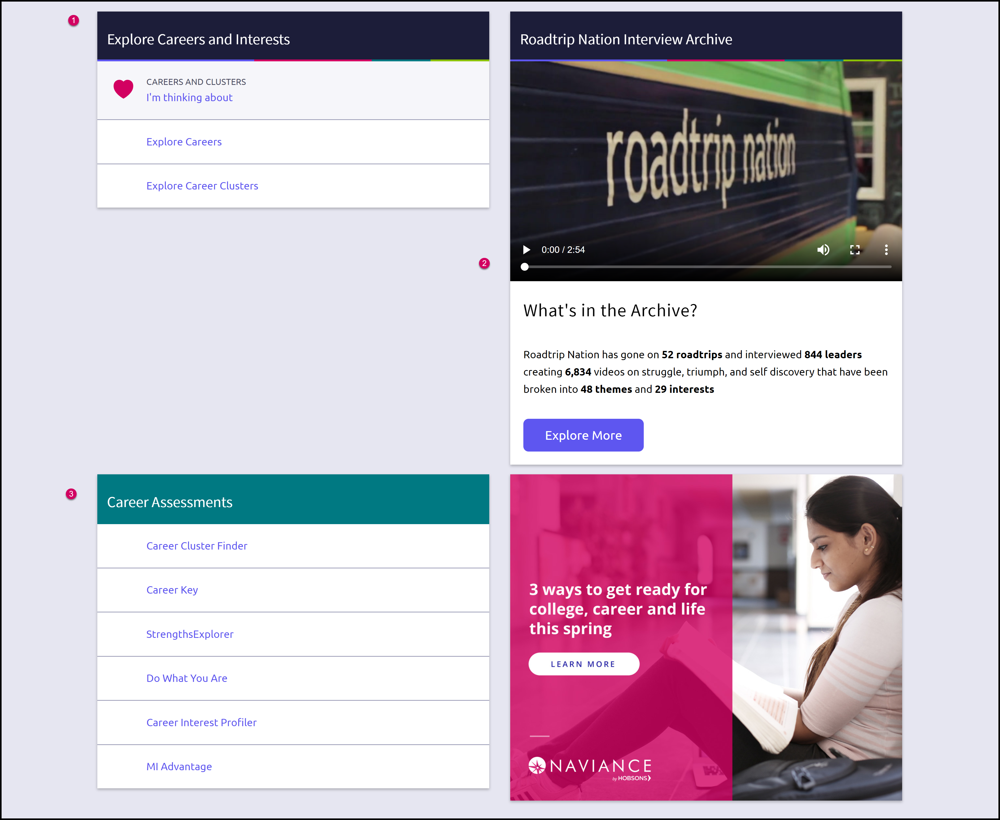 1
Explore Careers and Interests
CAREERS AND CLUSTERS
I'm thinking about
Explore Careers
Explore Career Clusters
2
Roadtrip Nation Interview Archive
roadtrip nation
0:00 / 2:54
What's in the Archive?
Roadtrip Nation has gone on 52 roadtrips and interviewed 844 leaders
creating 6,834 videos on struggle, triumph, and self discovery that have been
broken into 48 themes and 29 interests
Explore More
3
Career Assessments
Career Cluster Finder
Career Key
StrengthsExplorer
Do What You Are
Career Interest Profiler
MI Advantage
3 ways to get ready for
college, career and life
this spring
LEARN MORE
NAVIANCE
by HOBSONS